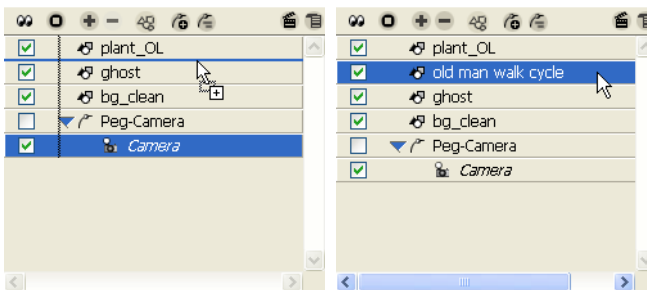 plant_OL
ghost
bg_clean
Peg-Camera
Camera
plant_OL
old man walk cycle
ghost
bg_clean
Peg-Camera
Camera